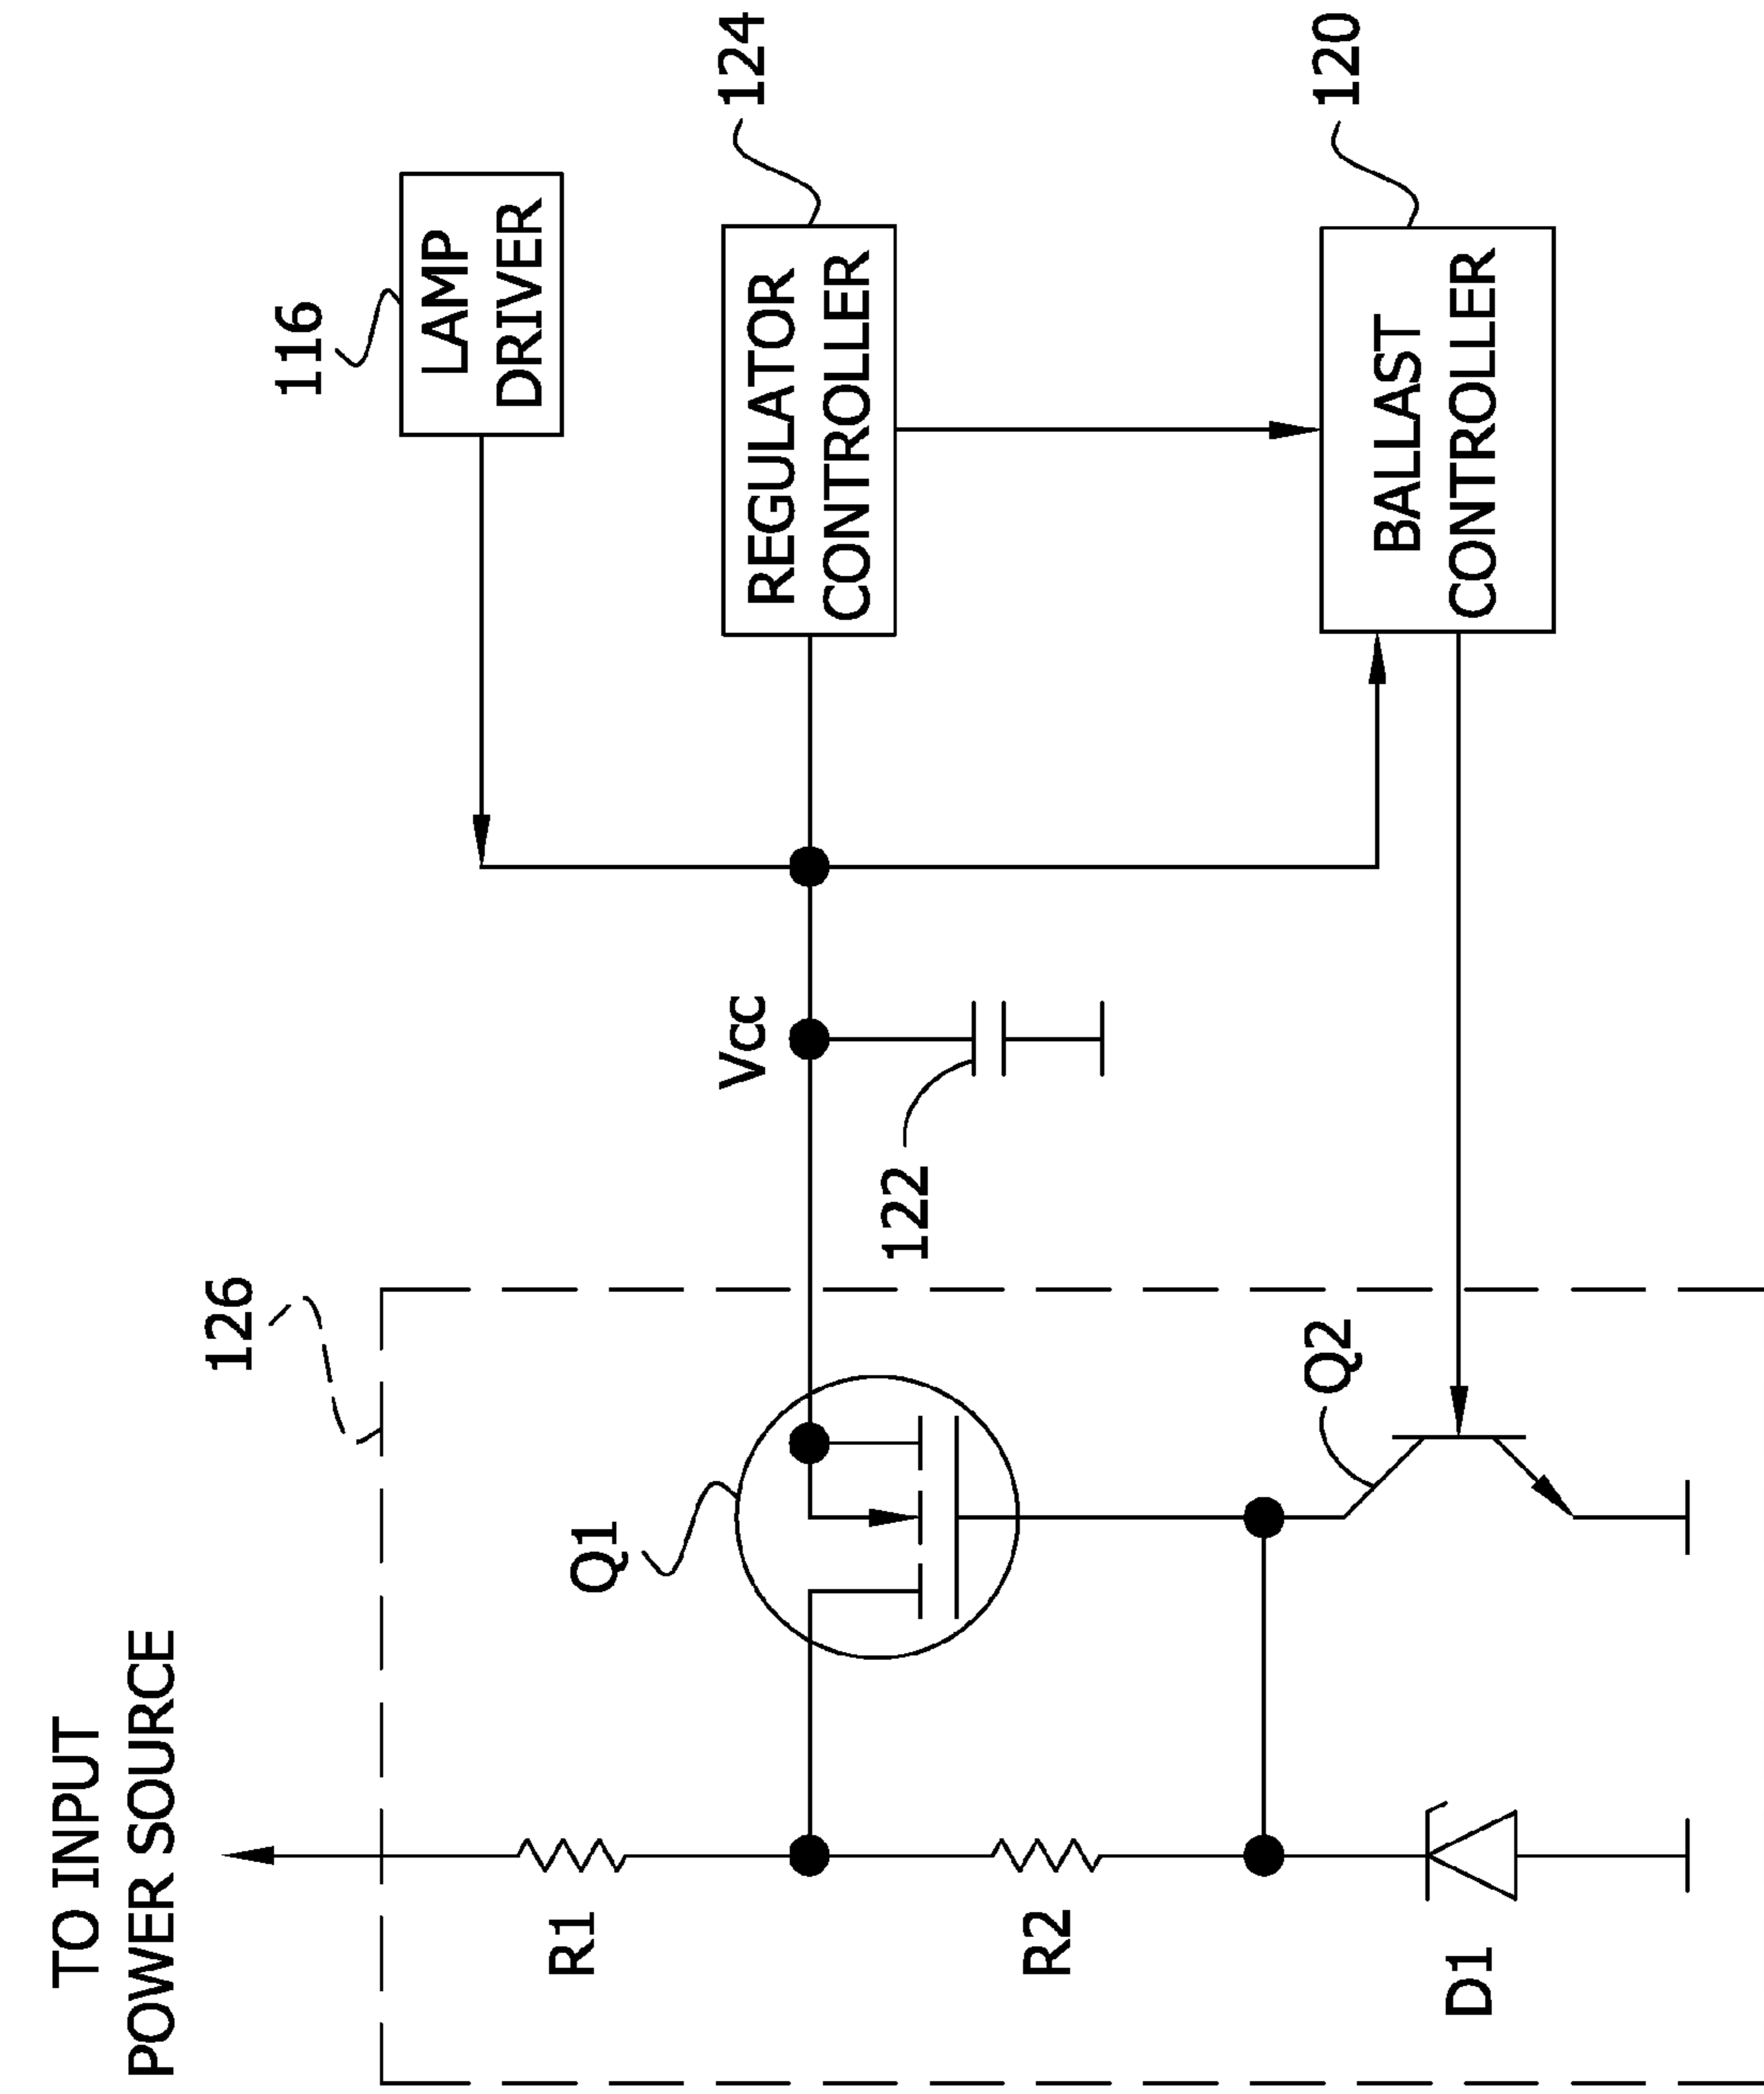 TO INPUT
POWER SOURCE
126
116
LAMP
DRIVER
R1
Q1
Vcc
124
REGULATOR
CONTROLLER
122
R2
Q2
120
BALLAST
CONTROLLER
D1